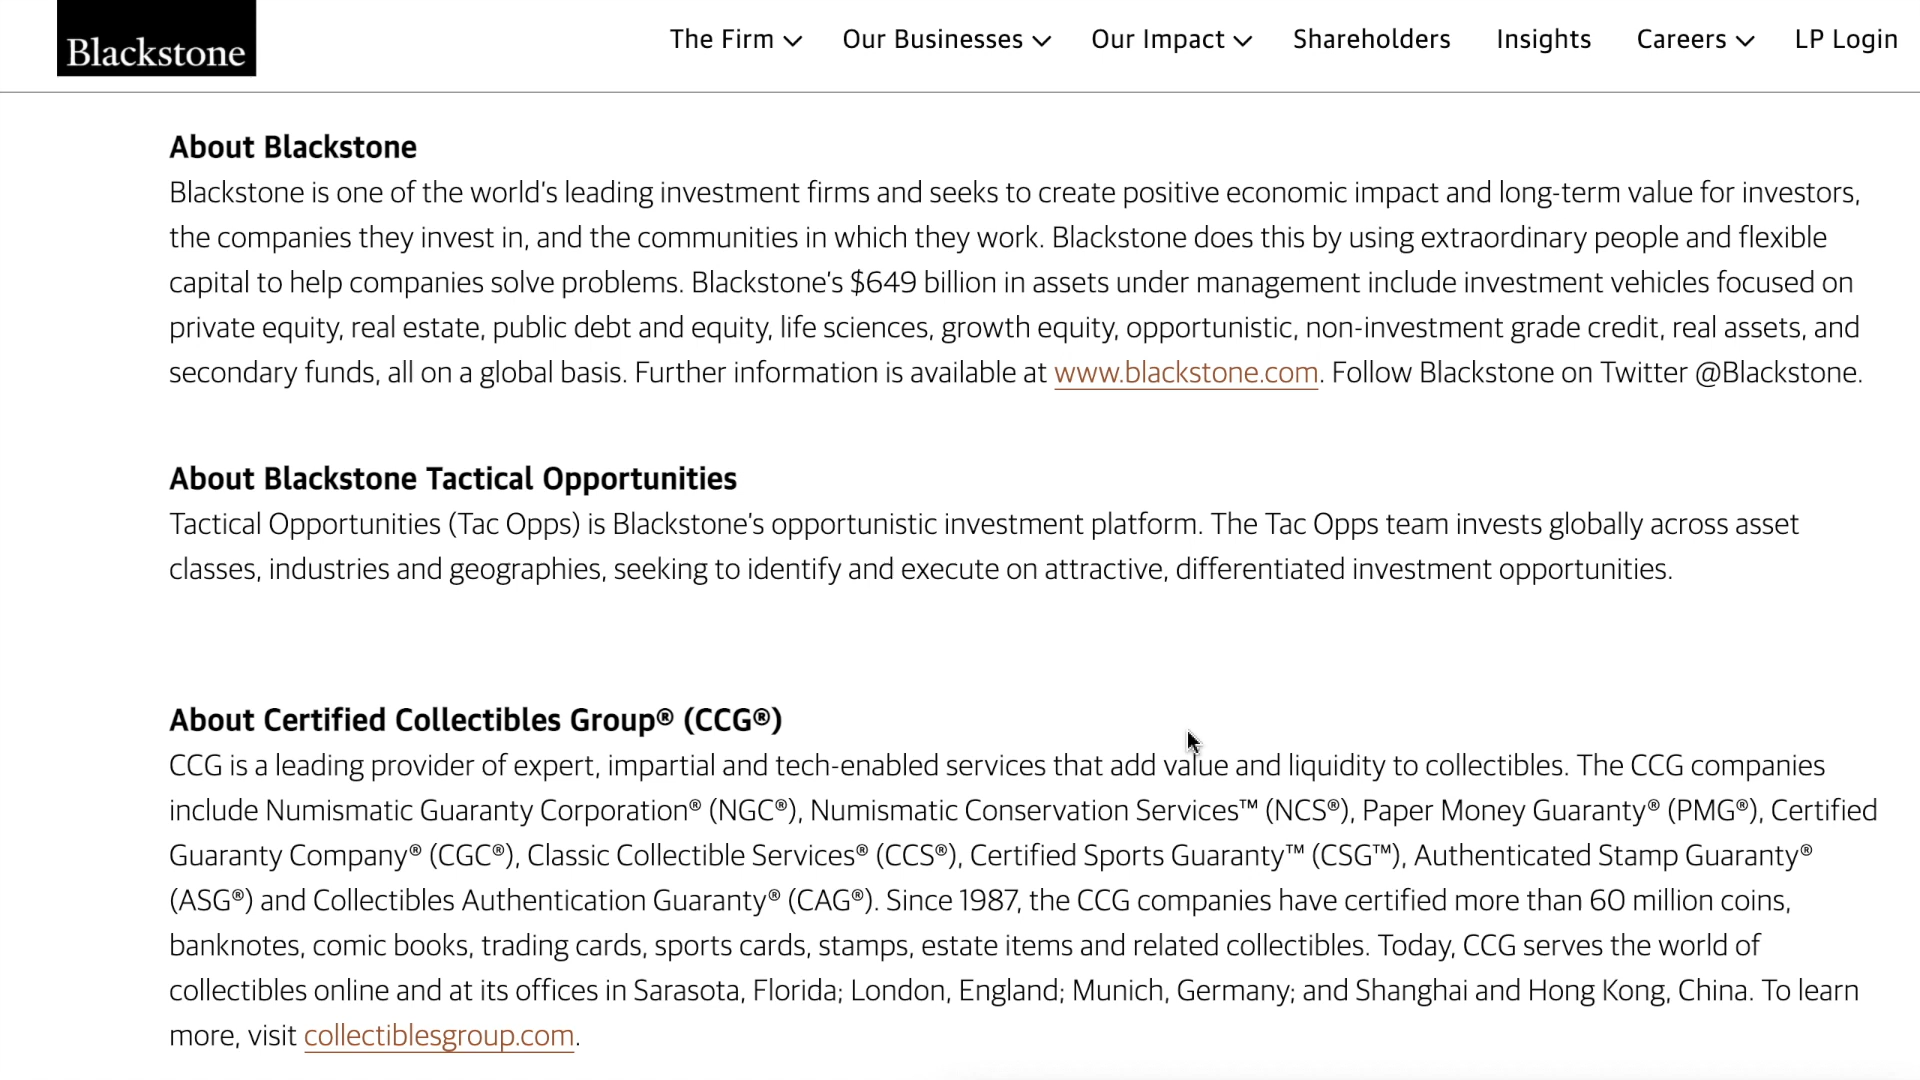 Blackstone
The Firm
Our Businesses
Our Impact
Shareholders
Insights
Careers
LP Login
About Blackstone
Blackstone is one of the world’s leading investment firms and seeks to create positive economic impact and long-term value for investors,
the companies they invest in, and the communities in which they work. Blackstone does this by using extraordinary people and flexible
capital to help companies solve problems. Blackstone’s $649 billion in assets under management include investment vehicles focused on
private equity, real estate, public debt and equity, life sciences, growth equity, opportunistic, non-investment grade credit, real assets, and
secondary funds, all on a global basis. Further information is available at www.blackstone.com. Follow Blackstone on Twitter @Blackstone.
About Blackstone Tactical Opportunities
Tactical Opportunities (Tac Opps) is Blackstone’s opportunistic investment platform. The Tac Opps team invests globally across asset
classes, industries and geographies, seeking to identify and execute on attractive, differentiated investment opportunities.
About Certified Collectibles Group® (CCG®)
CCG is a leading provider of expert, impartial and tech-enabled services that add value and liquidity to collectibles. The CCG companies
include Numismatic Guaranty Corporation® (NGC®), Numismatic Conservation Services™ (NCS®), Paper Money Guaranty® (PMG®), Certified
Guaranty Company® (CGC®), Classic Collectible Services® (CCS®), Certified Sports Guaranty™ (CSG™), Authenticated Stamp Guaranty®
(ASG®) and Collectibles Authentication Guaranty® (CAG®). Since 1987, the CCG companies have certified more than 60 million coins,
banknotes, comic books, trading cards, sports cards, stamps, estate items and related collectibles. Today, CCG serves the world of
collectibles online and at its offices in Sarasota, Florida; London, England; Munich, Germany; and Shanghai and Hong Kong, China. To learn
more, visit collectiblesgroup.com.